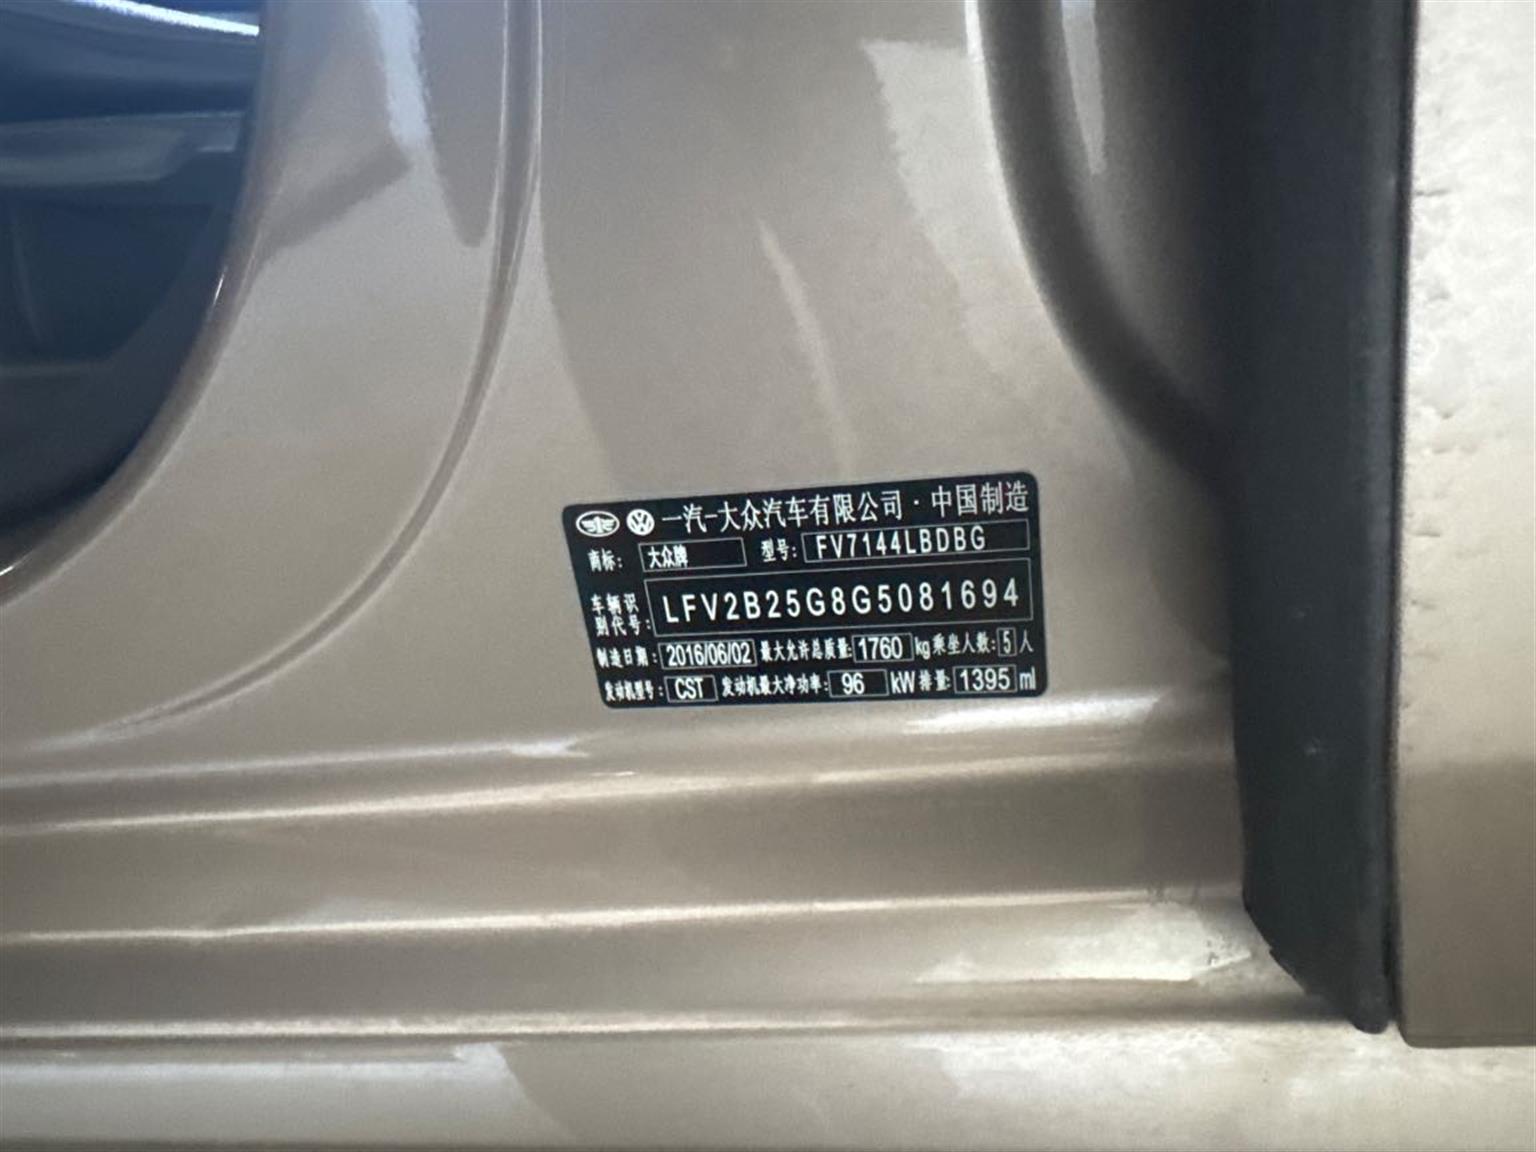 一汽-大众汽车有限公司·中国制造
商标: 大众牌 型号: FV7144LBDBG
车辆识别代号: LFV2B25G8G5081694
制造日期: 2016/06/02 最大允许总质量: 1760 kg 乘坐人数: 5 人
发动机型号: CST 发动机最大净功率: 96 kW 排量: 1395 ml